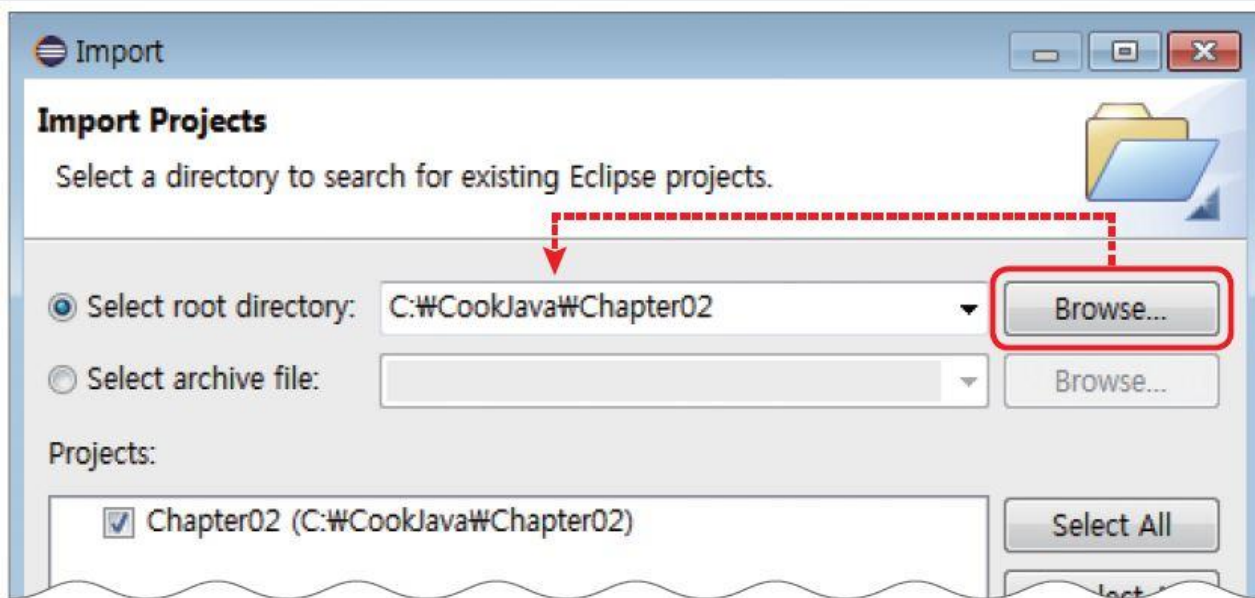 Import
Import Projects
Select a directory to search for existing Eclipse projects.
Select root directory: C:₩CookJava₩Chapter02 Browse...
Select archive file: Browse...
Projects:
Chapter02 (C:₩CookJava₩Chapter02)
Select All